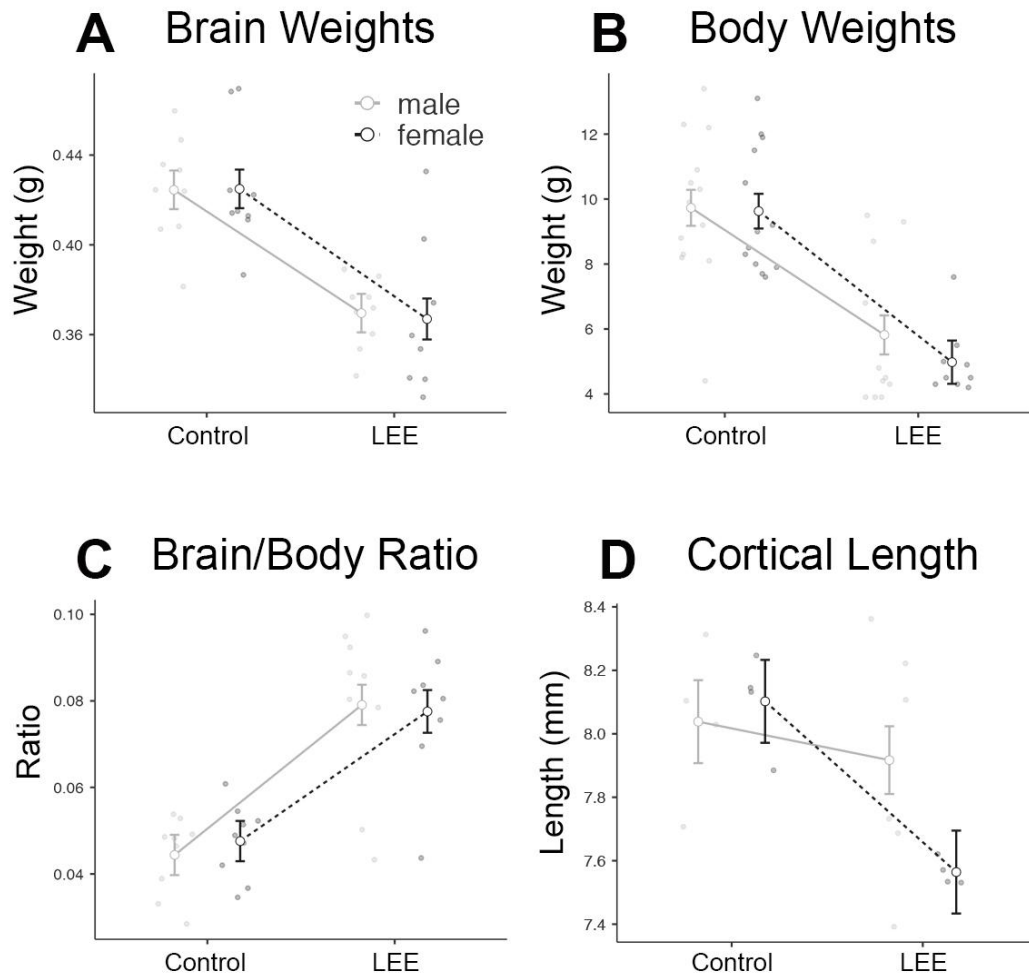 A Brain Weights
Weight (g)
0.44
0.40
0.36
male
female
Control LEE
B Body Weights
Weight (g)
12
10
8
6
4
Control LEE
C Brain/Body Ratio
Ratio
0.10
0.08
0.06
0.04
Control LEE
D Cortical Length
Length (mm)
8.4
8.2
8.0
7.8
7.6
7.4
Control LEE